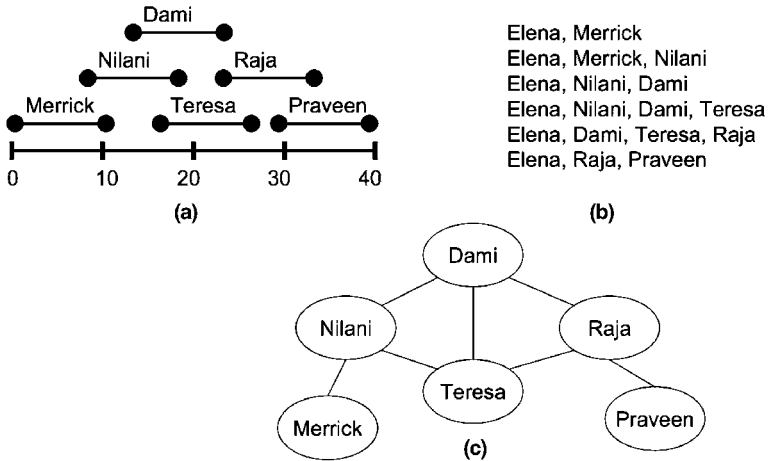 Dami
Nilani Raja
Merrick Teresa Praveen
0 10 20 30 40
(a)
Elena, Merrick
Elena, Merrick, Nilani
Elena, Nilani, Dami
Elena, Nilani, Dami, Teresa
Elena, Dami, Teresa, Raja
Elena, Raja, Praveen
(b)
Dami
Nilani Raja
Teresa
Merrick Praveen
(c)